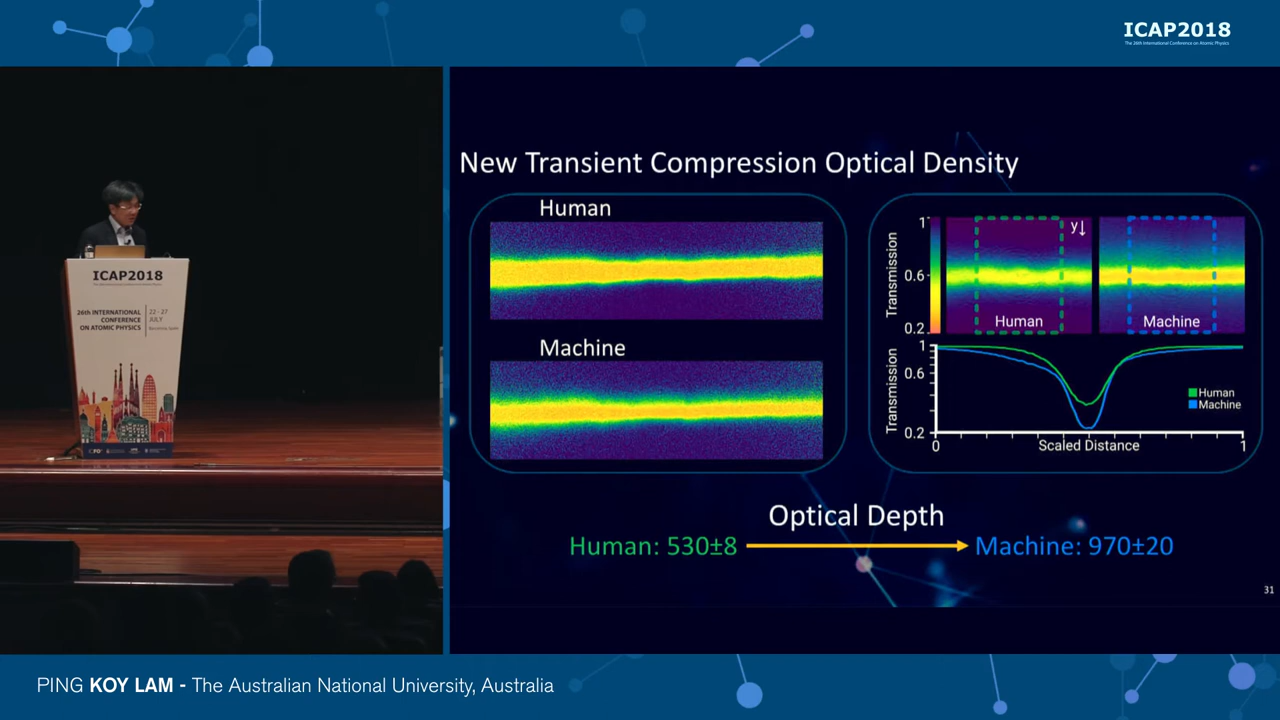 ICAP2018
The 26th International Conference on Atomic Physics
ICAP2018
26th INTERNATIONAL
CONFERENCE
ON ATOMIC PHYSICS
22 - 27
JULY
Barcelona, Spain
New Transient Compression Optical Density
Human
Machine
Transmission
1
0.6
0.2
y↓
Human
Machine
Transmission
1
0.6
0.2
Human
Machine
0
Scaled Distance
1
Optical Depth
Human: 530±8
Machine: 970±20
31
PING KOY LAM - The Australian National University, Australia